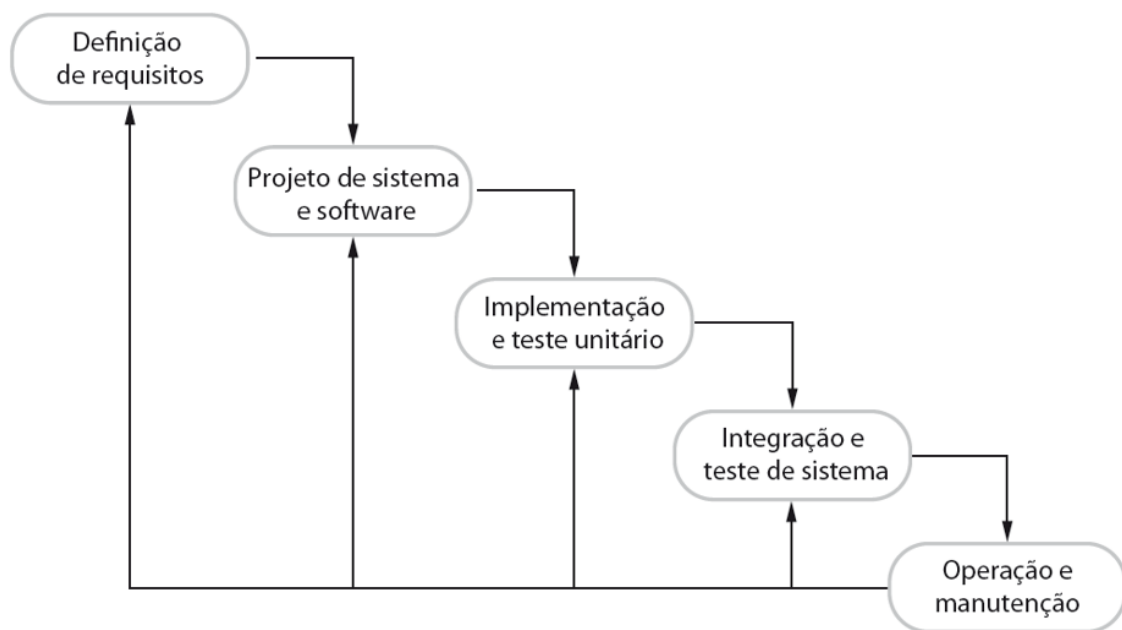 Definição
de requisitos
Projeto de sistema
e software
Implementação
e teste unitário
Integração e
teste de sistema
Operação e
manutenção